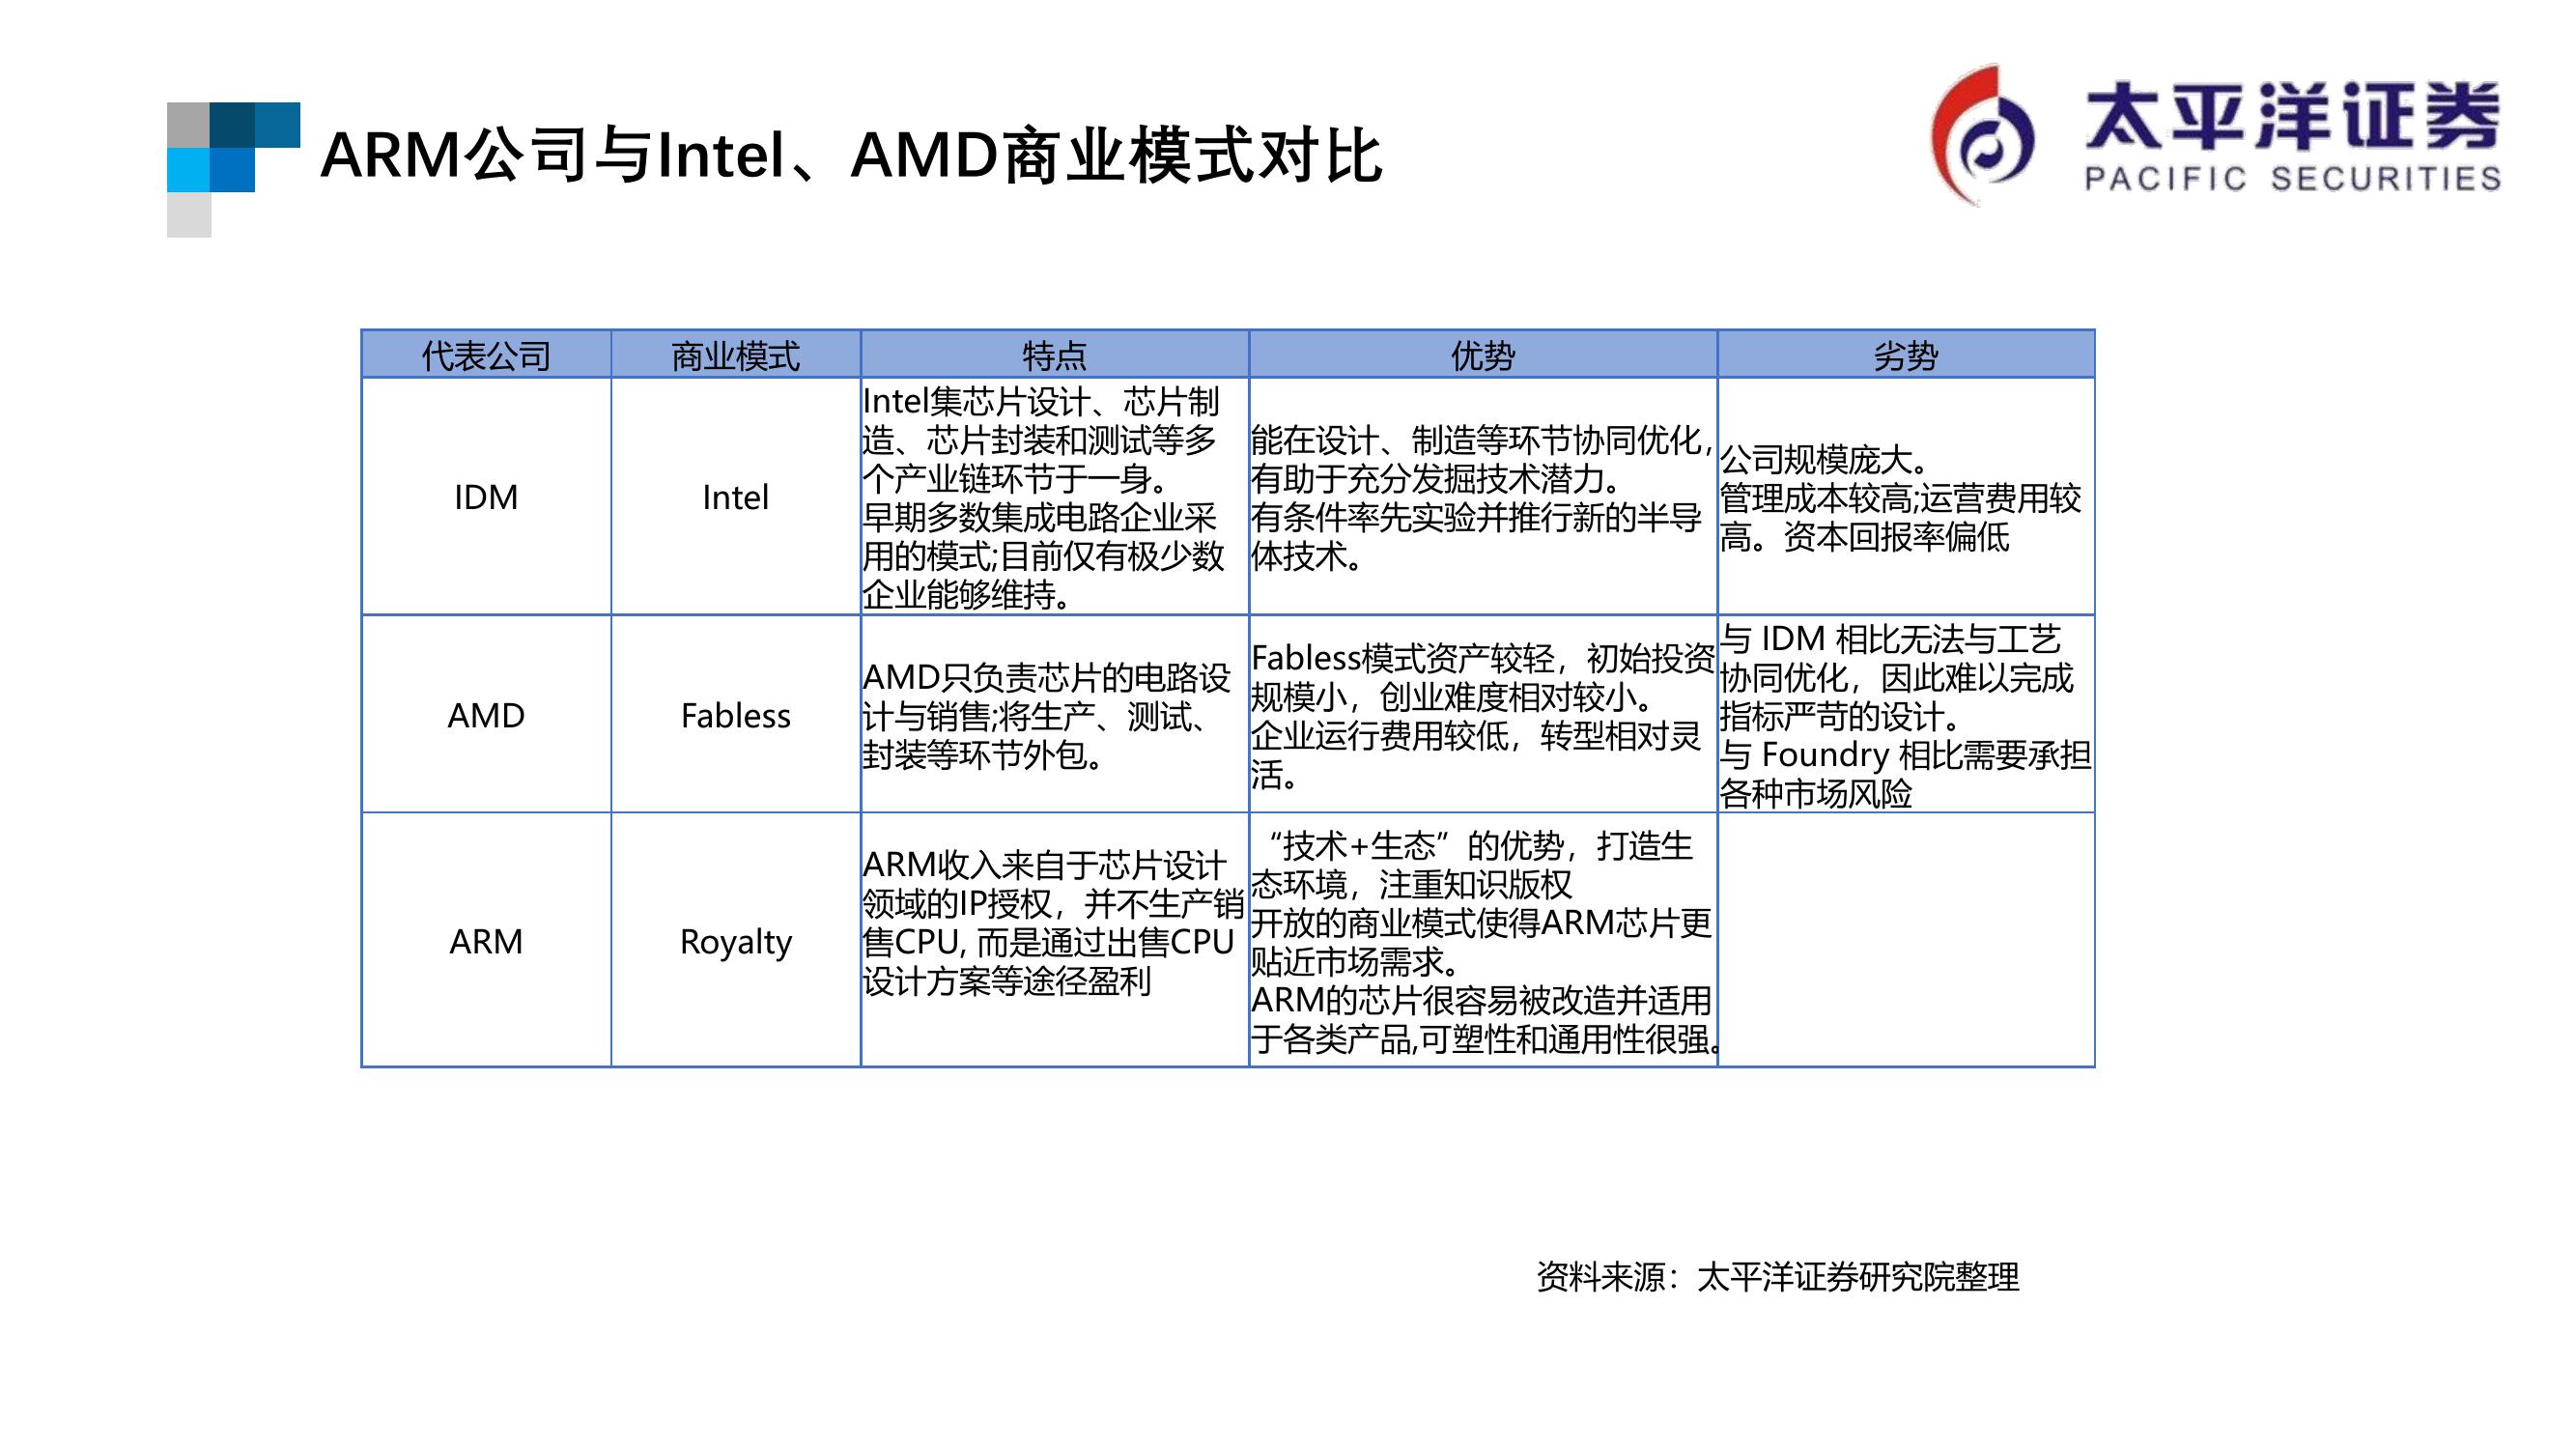 ARM公司与Intel、AMD商业模式对比
太平洋证券
PACIFIC SECURITIES
代表公司
商业模式
特点
优势
劣势
IDM
Intel
Intel集芯片设计、芯片制
造、芯片封装和测试等多
个产业链环节于一身。
早期多数集成电路企业采
用的模式;目前仅有极少数
企业能够维持。
能在设计、制造等环节协同优化,
有助于充分发掘技术潜力。
有条件率先实验并推行新的半导
体技术。
公司规模庞大。
管理成本较高;运营费用较
高。资本回报率偏低
AMD
Fabless
AMD只负责芯片的电路设
计与销售;将生产、测试、
封装等环节外包。
Fabless模式资产较轻，初始投资
规模小，创业难度相对较小。
企业运行费用较低，转型相对灵
活。
与 IDM 相比无法与工艺
协同优化，因此难以完成
指标严苛的设计。
与 Foundry 相比需要承担
各种市场风险
ARM
Royalty
ARM收入来自于芯片设计
领域的IP授权，并不生产销
售CPU, 而是通过出售CPU
设计方案等途径盈利
“技术+生态”的优势，打造生
态环境，注重知识版权
开放的商业模式使得ARM芯片更
贴近市场需求。
ARM的芯片很容易被改造并适用
于各类产品,可塑性和通用性很强。
资料来源：太平洋证券研究院整理